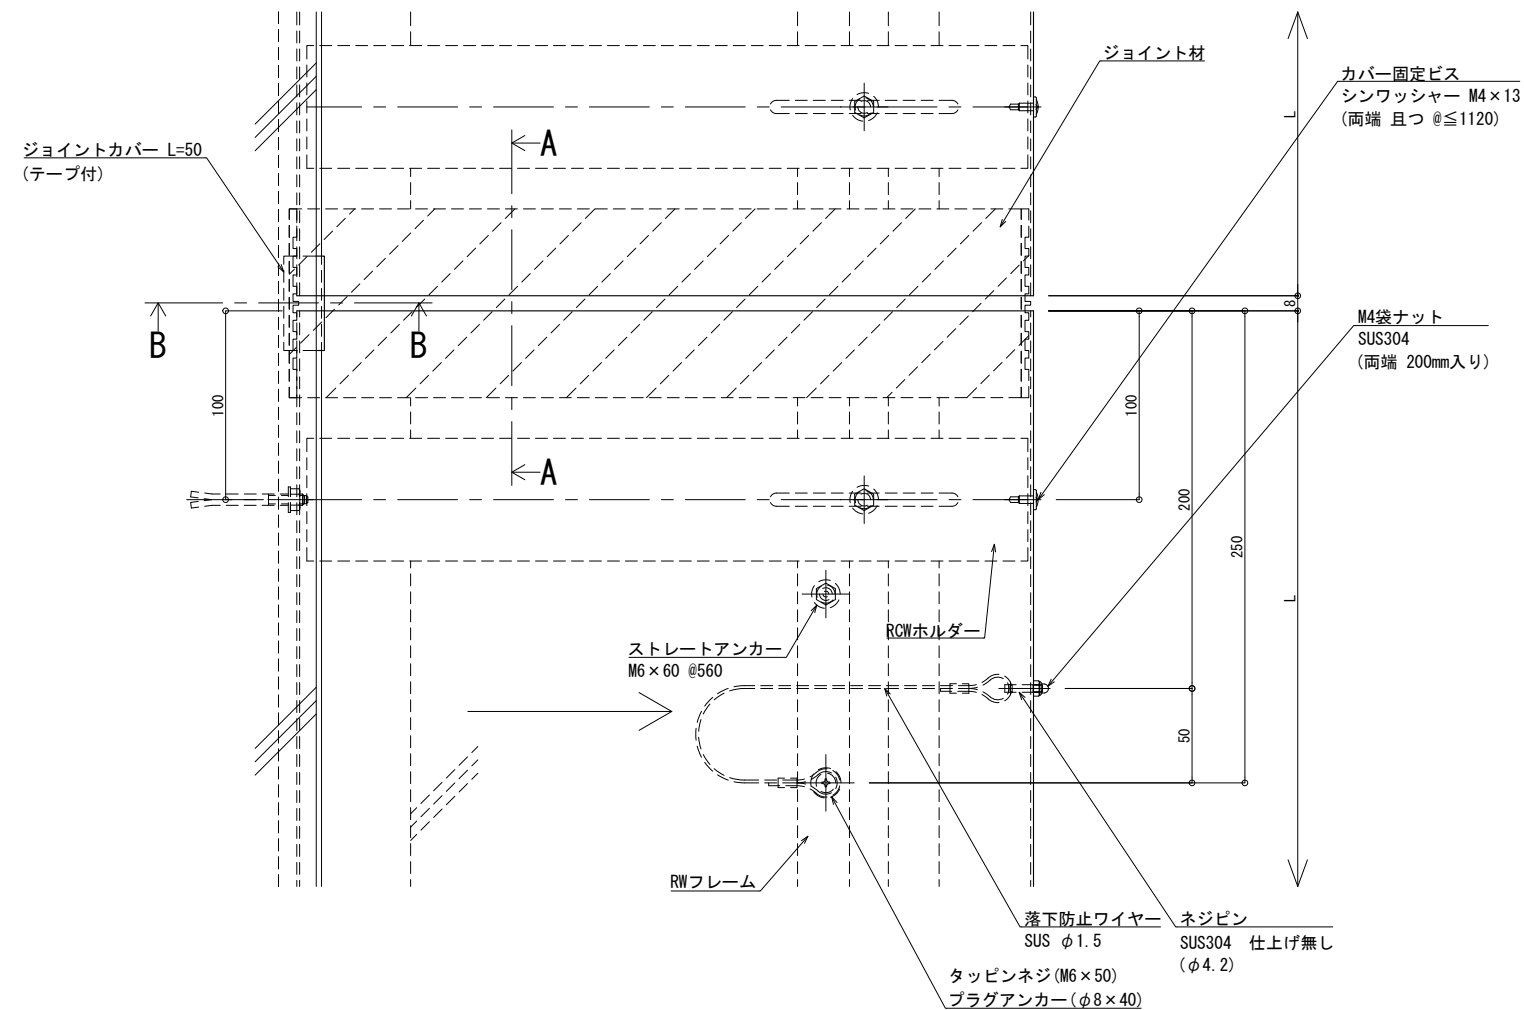 ジョイント材
カバー固定ビス
シンワッシャー M4×13
(両端 且つ @≦1120)
L
ジョイントカバー L=50
(テープ付)
A
8
B
B
M4袋ナット
SUS304
(両端 200mm入り)
100
100
A
200
250
L
RCWホルダー
ストレートアンカー
M6×60 @560
50
RWフレーム
落下防止ワイヤー
SUS φ1.5
ネジピン
SUS304 仕上げ無し
(φ4.2)
タッピンネジ(M6×50)
プラグアンカー(φ8×40)